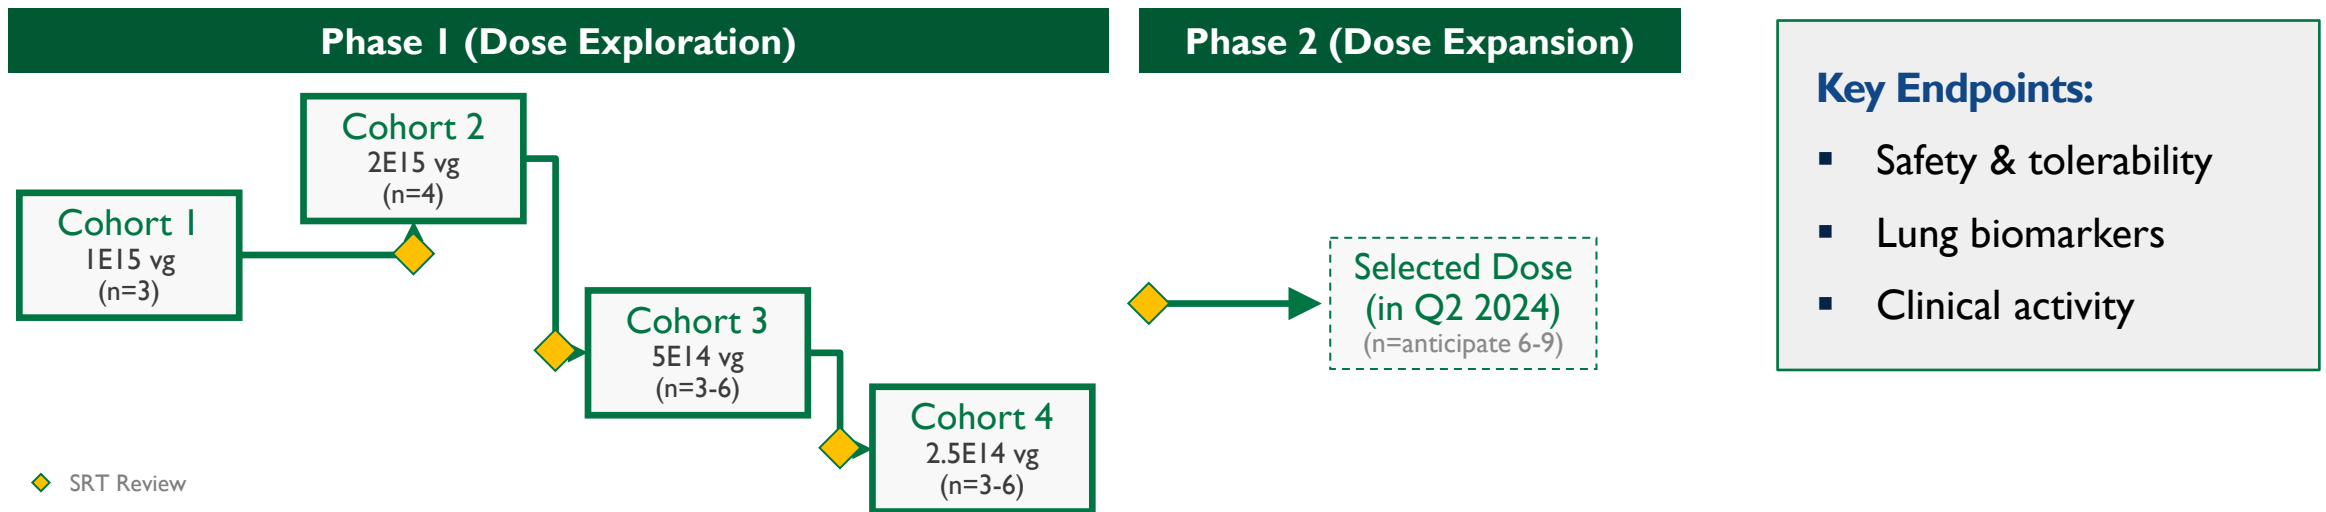 Phase 1 (Dose Exploration)
Phase 2 (Dose Expansion)
Cohort 1
1E15 vg
(n=3)
Cohort 2
2E15 vg
(n=4)
Cohort 3
5E14 vg
(n=3-6)
Cohort 4
2.5E14 vg
(n=3-6)
SRT Review
Selected Dose
(in Q2 2024)
(n=anticipate 6-9)
Key Endpoints:
▪ Safety & tolerability
▪ Lung biomarkers
▪ Clinical activity